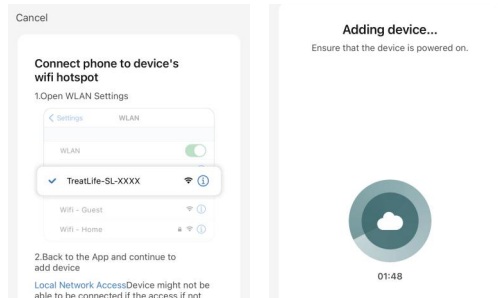 Cancel
Connect phone to device's
wifi hotspot
1.Open WLAN Settings
Settings WLAN
WLAN
TreatLife-SL-XXXX
Wifi - Guest
Wifi - Home
2.Back to the App and continue to
add device
Local Network AccessDevice might not be
able to be connected if the access if not
Adding device...
Ensure that the device is powered on.
01:48